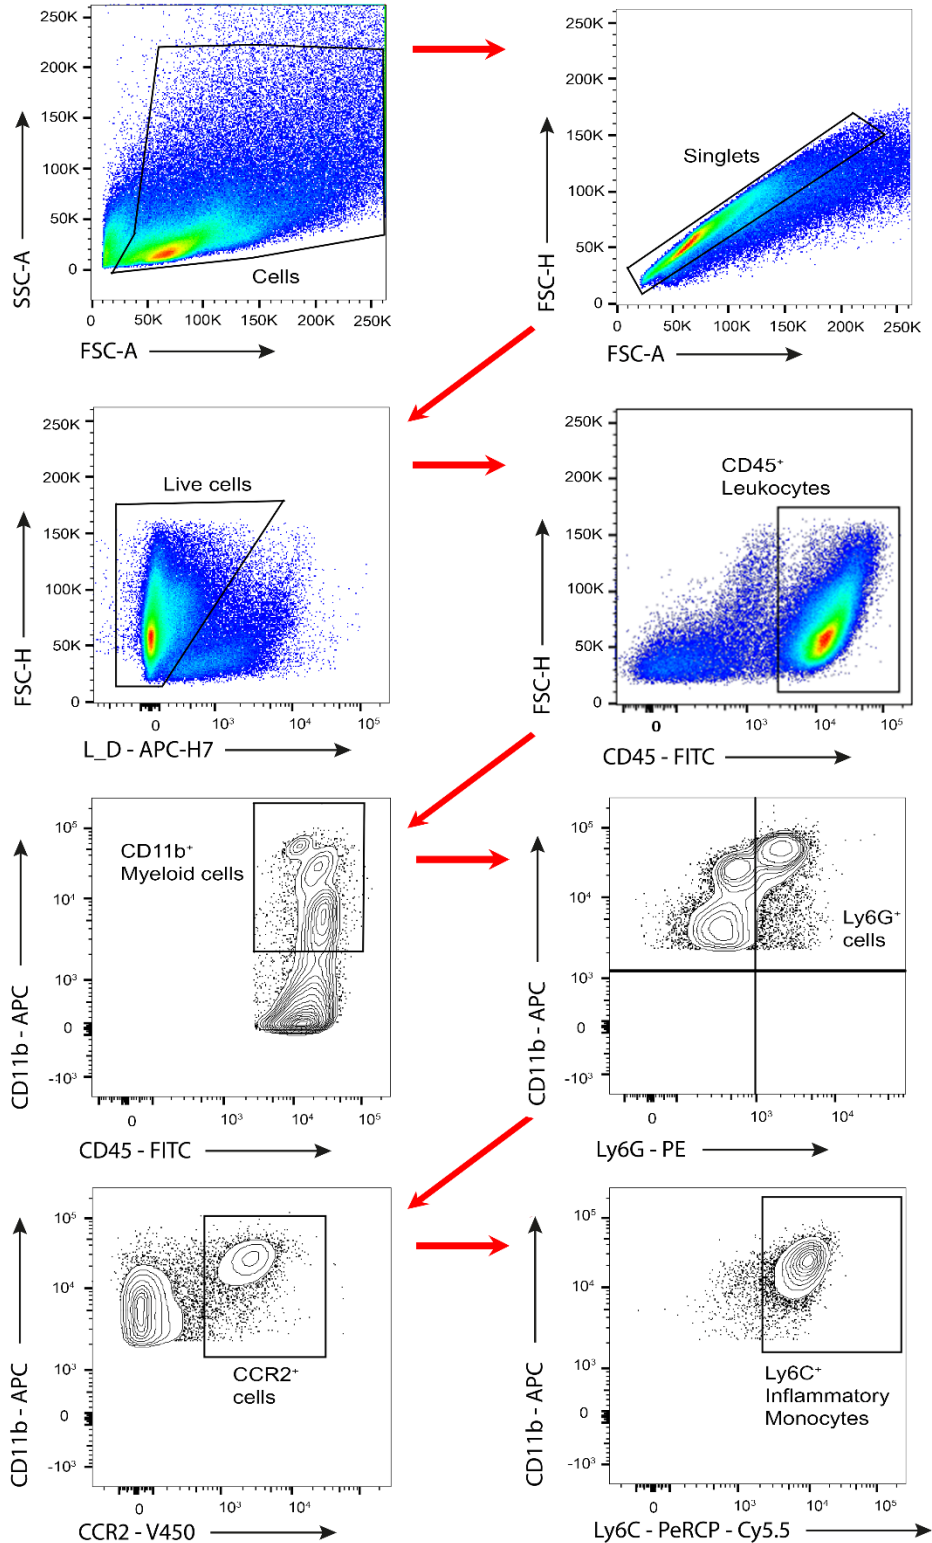 250K
200K
150K
100K
50K
0
SSC-A
Cells
0 50K 100K 150K 200K 250K
FSC-A
250K
200K
150K
100K
50K
0
FSC-H
Singlets
0 50K 100K 150K 200K 250K
FSC-A
250K
200K
150K
100K
50K
0
FSC-H
Live cells
0 10³ 10⁴ 10⁵
L_D - APC-H7
250K
200K
150K
100K
50K
0
FSC-H
CD45⁺
Leukocytes
0 10³ 10⁴ 10⁵
CD45 - FITC
10⁵
10⁴
10³
0
-10³
CD11b - APC
CD11b⁺
Myeloid cells
0 10³ 10⁴ 10⁵
CD45 - FITC
10⁵
10⁴
10³
0
-10³
CD11b - APC
Ly6G⁺
cells
0 10³ 10⁴
Ly6G - PE
10⁵
10⁴
10³
0
-10³
CD11b - APC
CCR2⁺
cells
0 10³ 10⁴ 10⁵
CCR2 - V450
10⁵
10⁴
10³
0
-10³
CD11b - APC
Ly6C⁺
Inflammatory
Monocytes
0 10³ 10⁴ 10⁵
Ly6C - PeRCP - Cy5.5